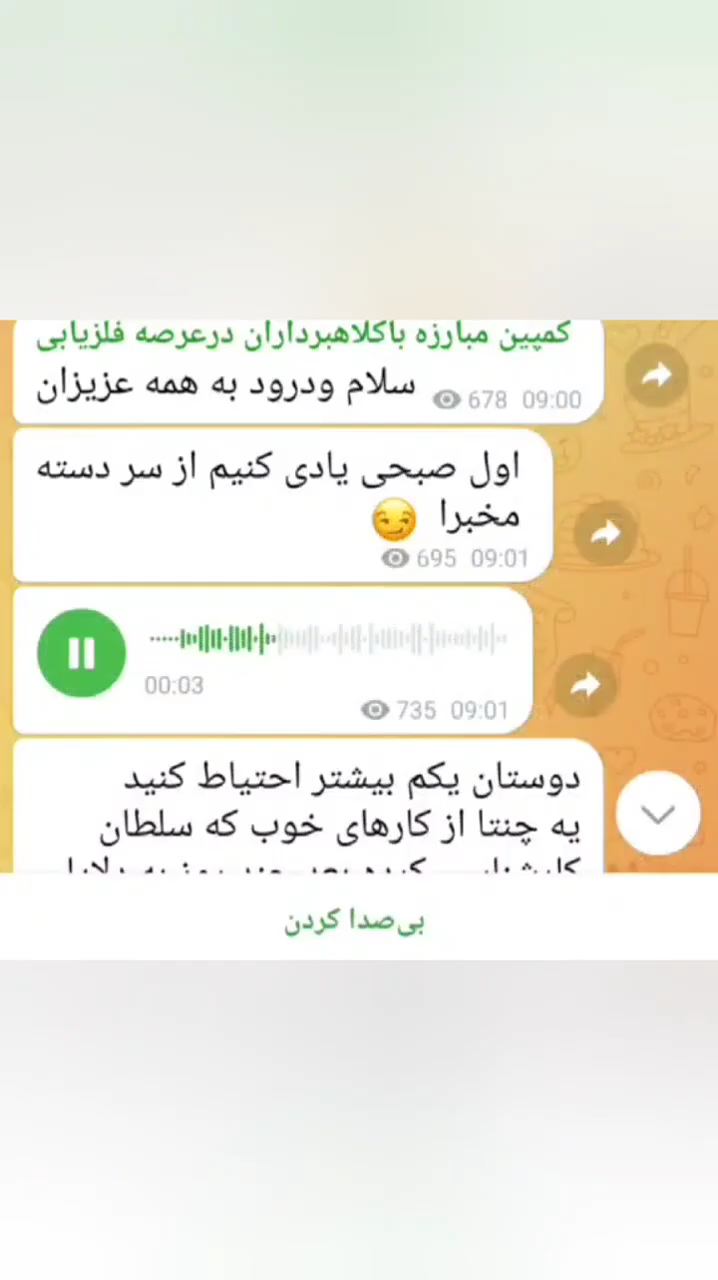 کمپین مبارزه باکلاهبرداران درعرصه فلزیابی
سلام ودرود به همه عزیزان
678 09:00
اول صبحی یادی کنیم از سر دسته
مخبرا 😏
695 09:01
00:03
735 09:01
دوستان یکم بیشتر احتیاط کنید
یه چنتا از کارهای خوب که سلطان
بی‌صدا کردن